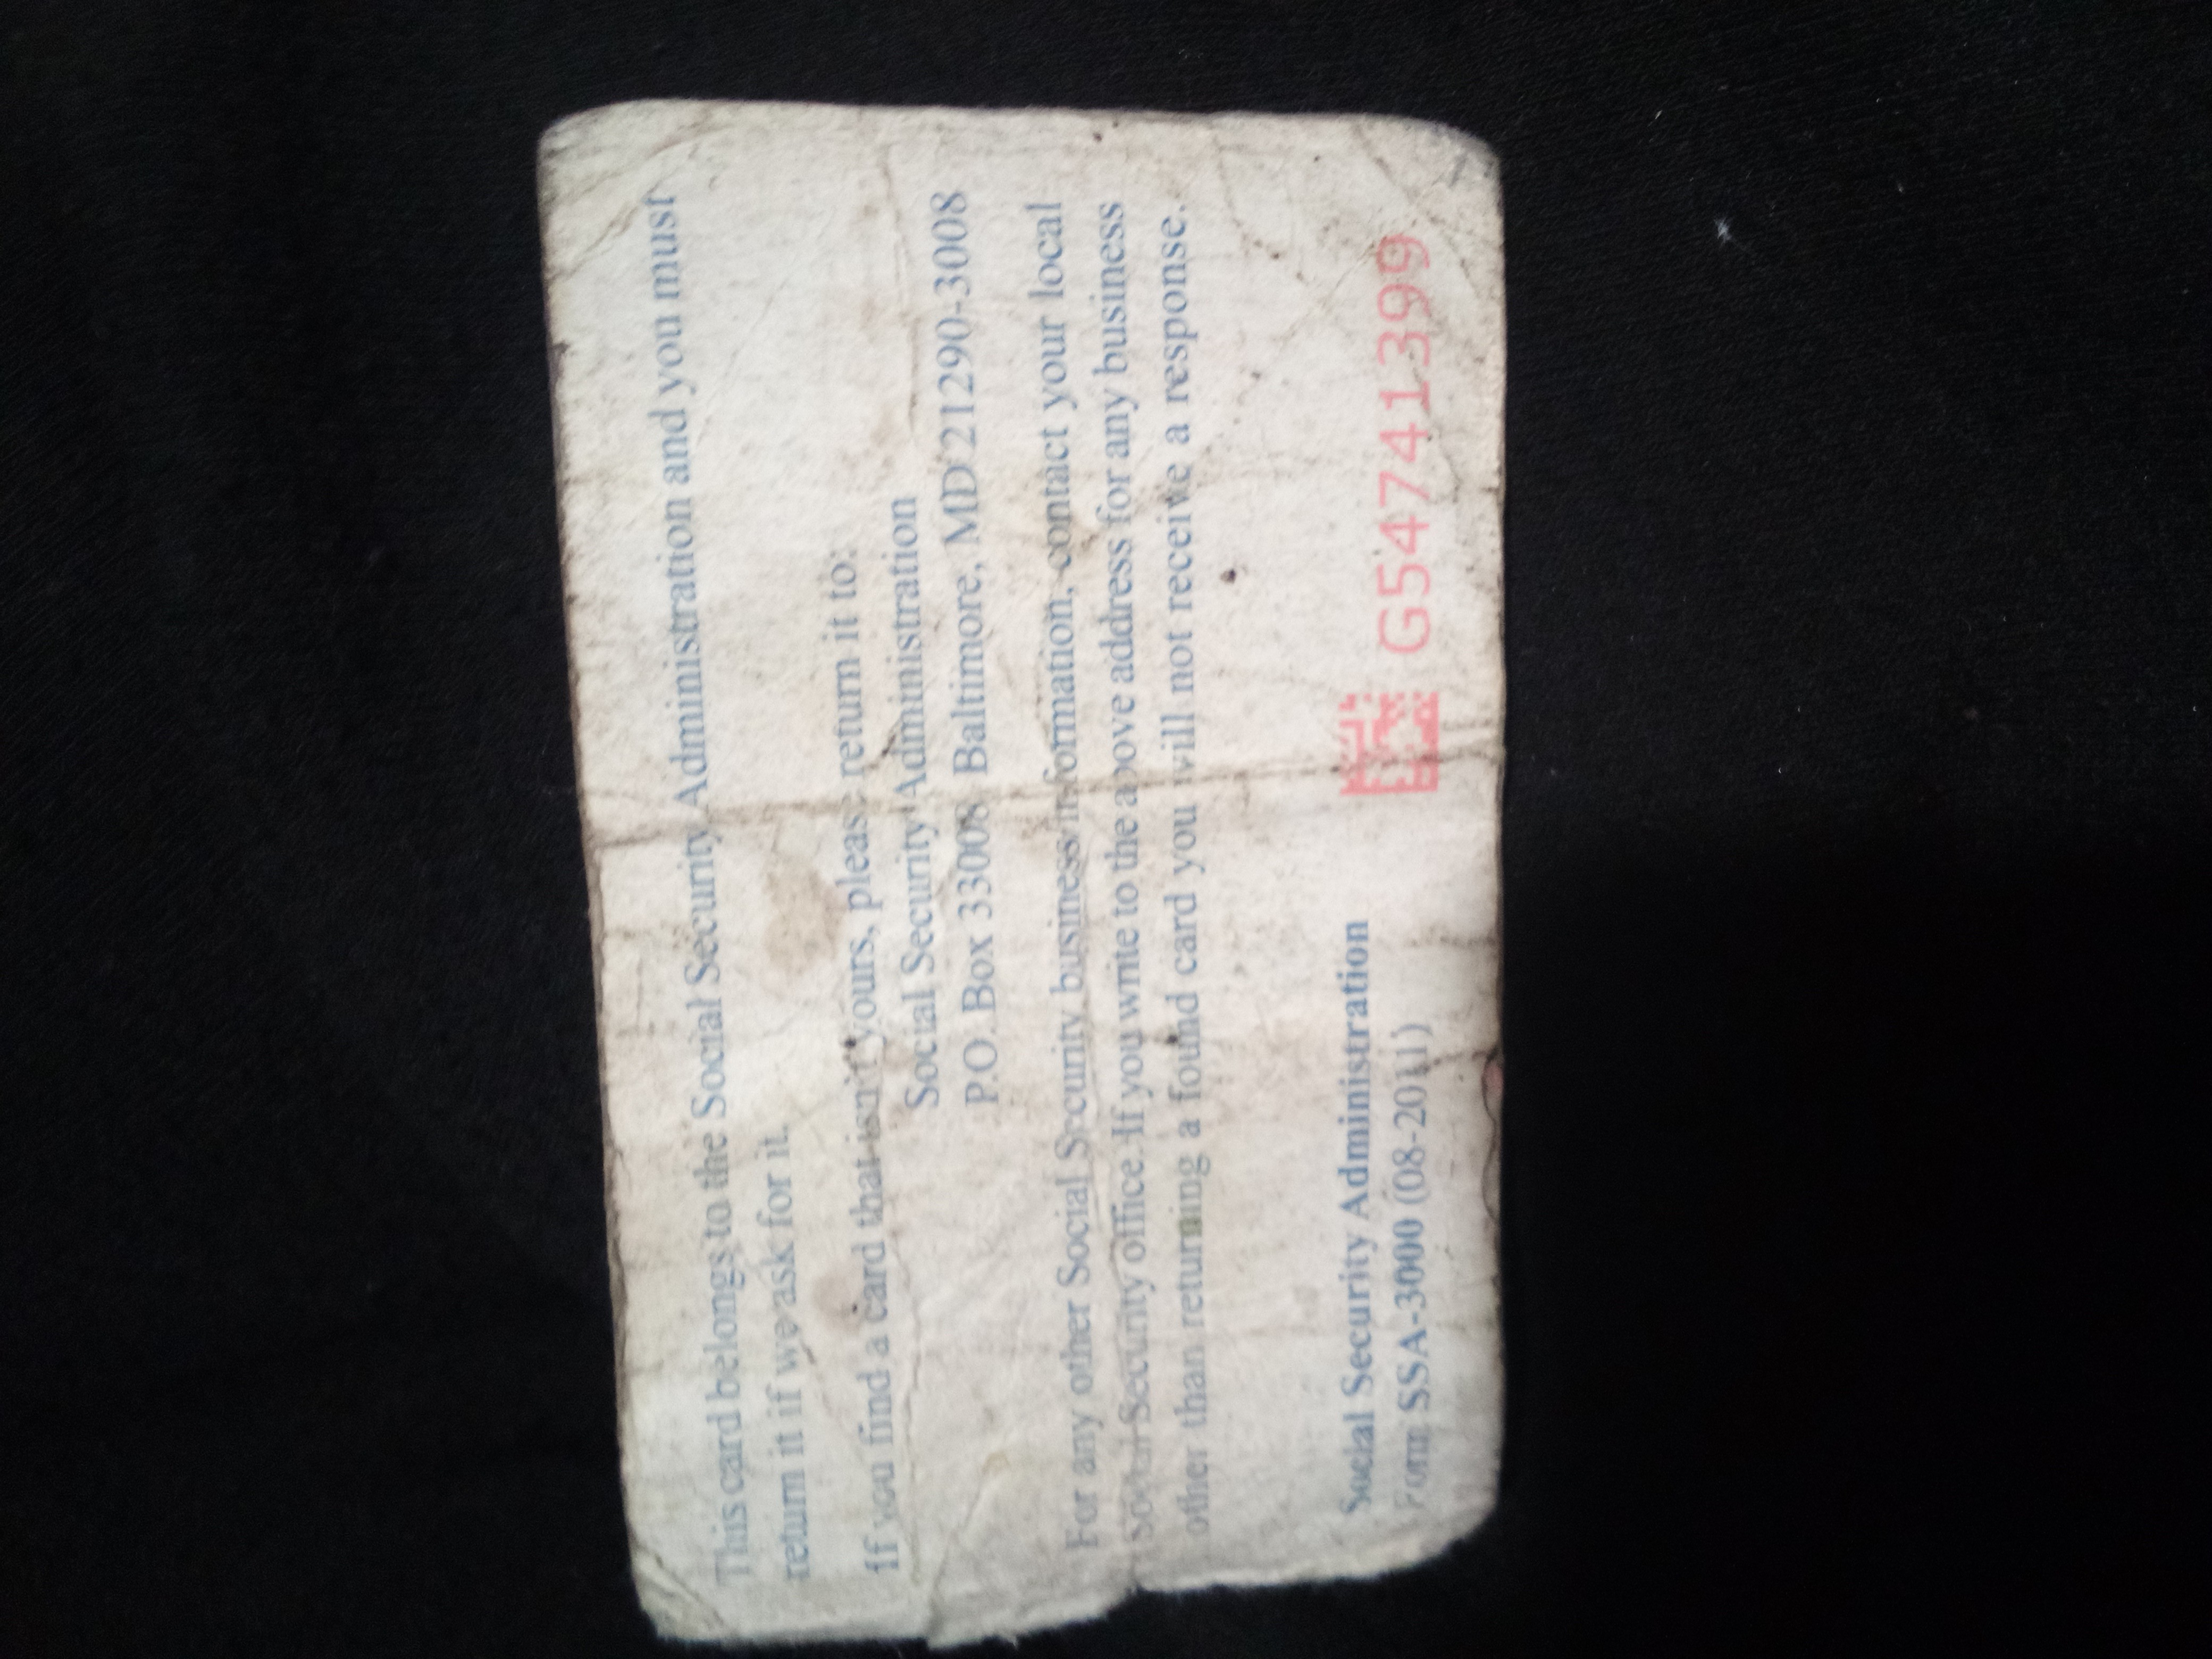 This card belongs to the Social Security Administration and you must
return it if we ask for it.
If you find a card that isn't yours, please return it to:
Social Security Administration
P.O. Box 33008 Baltimore, MD 21290-3008
For any other Social Security business/information, contact your local
Social Security office. If you write to the above address for any business
other than returning a found card you will not receive a response.
Social Security Administration
Form SSA-3000 (08-2011)
G54741399